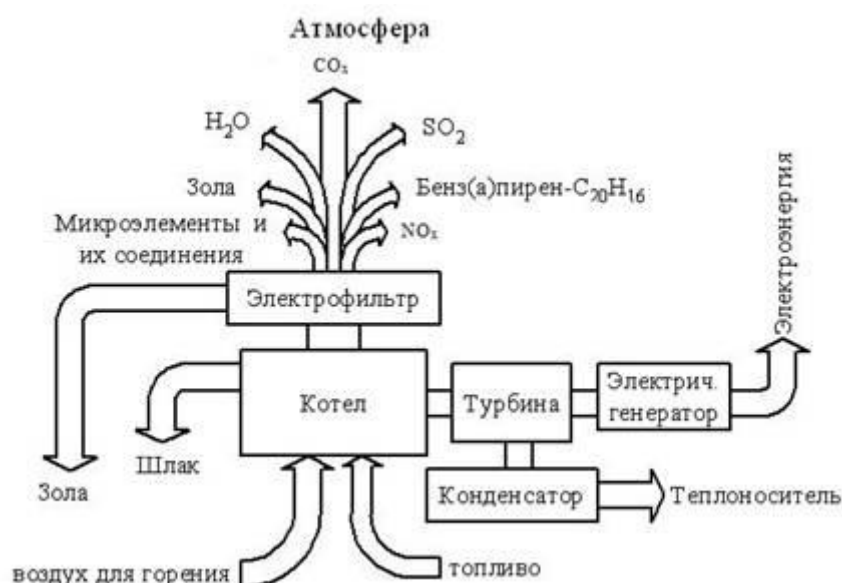 Атмосфера
COₓ
H₂O
SO₂
Зола
Бенз(а)пирен-C₂₀H₁₆
Микроэлементы и
их соединения
NOₓ
Электрофильтр
Электроэнергия
Котел
Турбина
Электрич.
генератор
Шлак
Зола
Конденсатор
Теплоноситель
воздух для горения
топливо